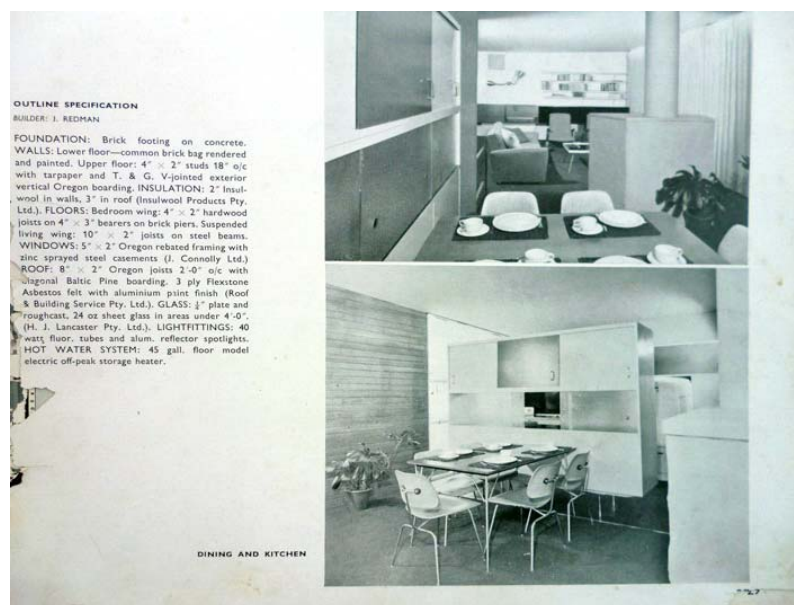 OUTLINE SPECIFICATION
BUILDER: J. REDMAN
FOUNDATION: Brick footing on concrete.
WALLS: Lower floor—common brick bag rendered
and painted. Upper floor: 4″ × 2″ studs 18″ o/c
with tarpaper and T. & G. V-jointed exterior
vertical Oregon boarding. INSULATION: 2″ Insul-
wool in walls, 3″ in roof (Insulwool Products Pty.
Ltd.). FLOORS: Bedroom wing: 4″ × 2″ hardwood
joists on 4″ × 3″ bearers on brick piers. Suspended
living wing: 10″ × 2″ joists on steel beams.
WINDOWS: 5″ × 2″ Oregon rebated framing with
zinc sprayed steel casements (J. Connolly Ltd.)
ROOF: 8″ × 2″ Oregon joists 2′-0″ o/c with
diagonal Baltic Pine boarding. 3 ply Flexstone
Asbestos felt with aluminium paint finish (Roof
& Building Service Pty. Ltd.). GLASS: ¼″ plate and
roughcast, 24 oz sheet glass in areas under 4′-0″.
(H. J. Lancaster Pty. Ltd.). LIGHTFITTINGS: 40
watt fluor. tubes and alum. reflector spotlights.
HOT WATER SYSTEM: 45 gall. floor model
electric off-peak storage heater.
DINING AND KITCHEN